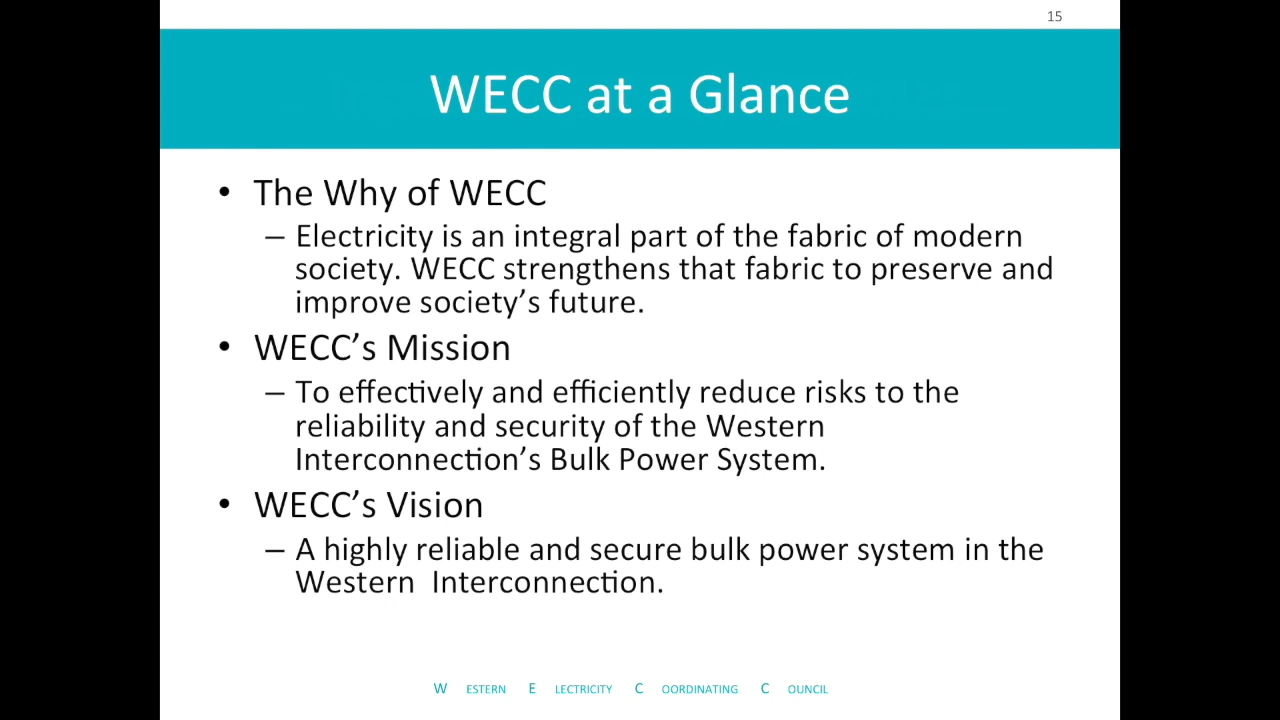 15
WECC at a Glance
• The Why of WECC
– Electricity is an integral part of the fabric of modern
society. WECC strengthens that fabric to preserve and
improve society’s future.
• WECC’s Mission
– To effectively and efficiently reduce risks to the
reliability and security of the Western
Interconnection’s Bulk Power System.
• WECC’s Vision
– A highly reliable and secure bulk power system in the
Western  Interconnection.
W ESTERN E LECTRICITY C OORDINATING C OUNCIL